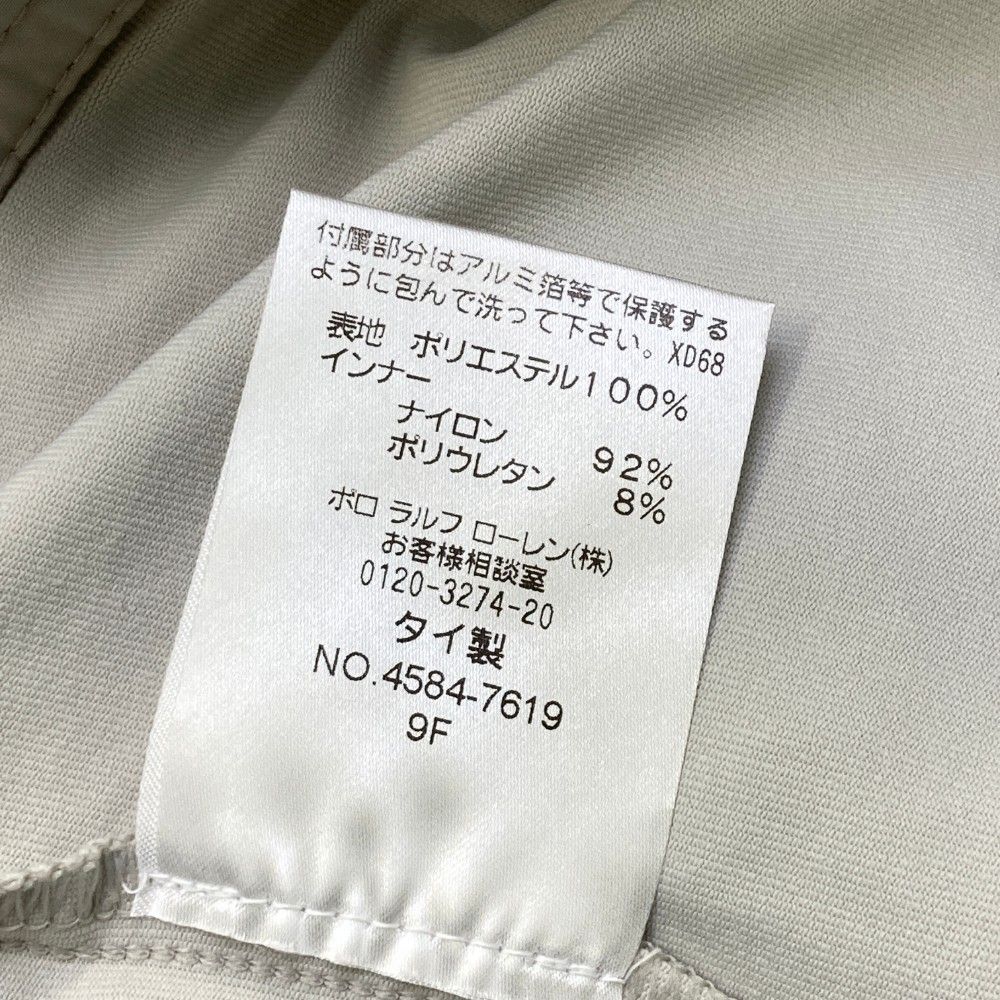 付属部分はアルミ箔等で保護する
ように包んで洗って下さい。XD68
表地 ポリエステル100%
インナー
ナイロン 92%
ポリウレタン 8%
ポロ ラルフ ローレン(株)
お客様相談室
0120-3274-20
タイ製
NO.4584-7619
9F